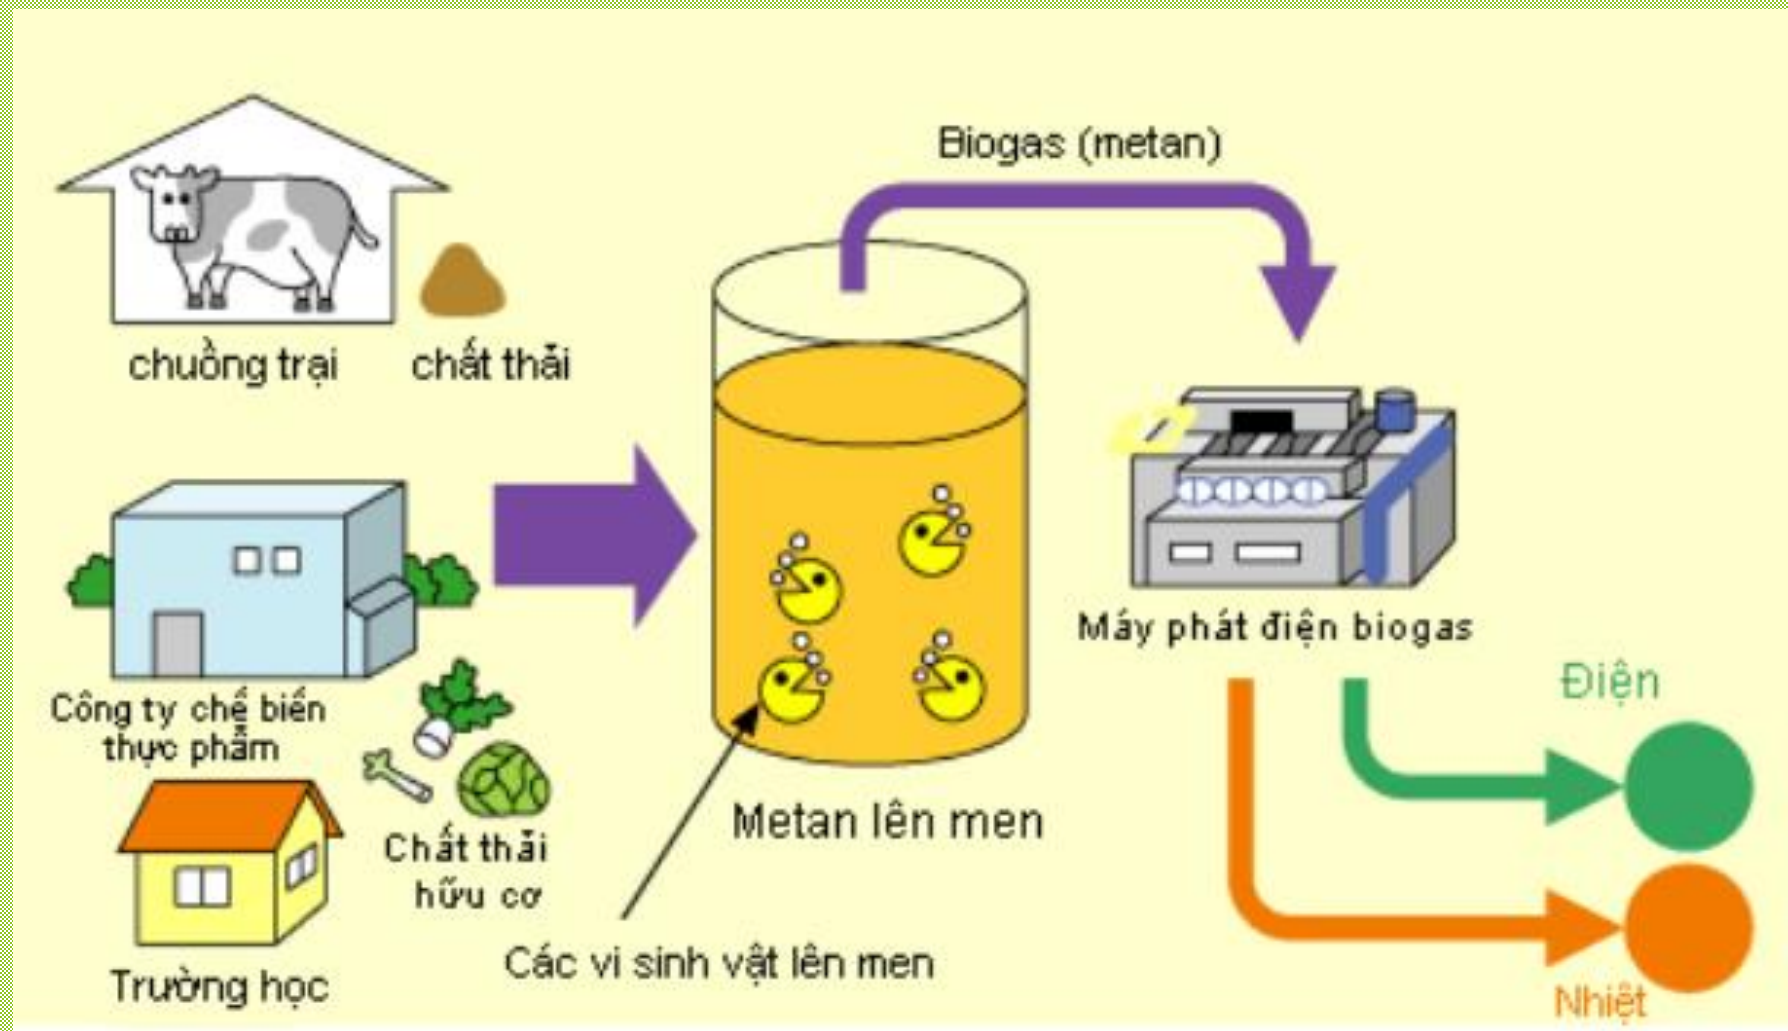 Biogas (metan)
chuồng trại
chất thải
Máy phát điện biogas
Điện
Công ty chế biến
thực phẩm
Metan lên men
Chất thải
hữu cơ
Các vi sinh vật lên men
Trường học
Nhiệt